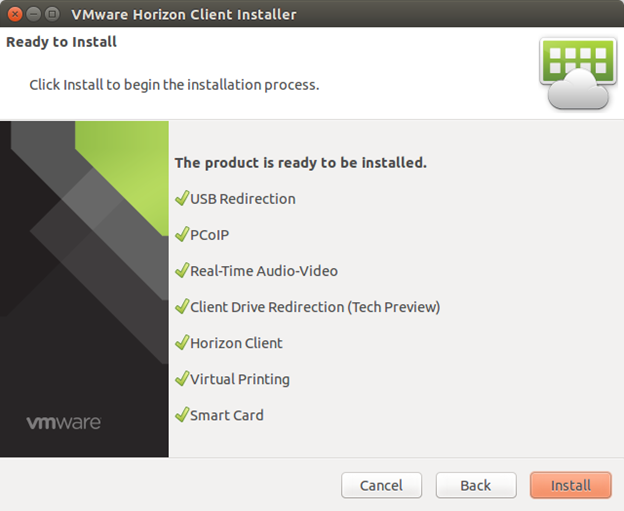 VMware Horizon Client Installer
Ready to Install
Click Install to begin the installation process.
The product is ready to be installed.
USB Redirection
PCoIP
Real-Time Audio-Video
Client Drive Redirection (Tech Preview)
Horizon Client
Virtual Printing
Smart Card
vmware
Cancel
Back
Install